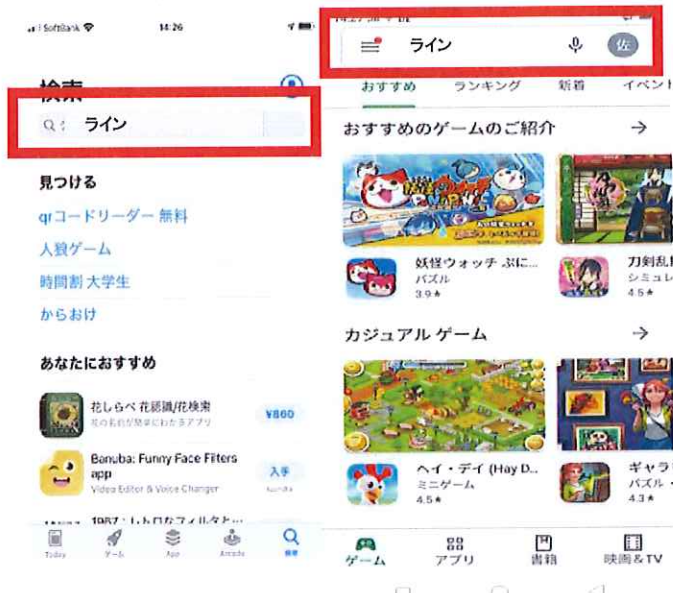 SoftBank 14:26
検索
ライン
見つける
qrコードリーダー 無料
人狼ゲーム
時間割 大学生
からおけ
あなたにおすすめ
花しらべ 花認識/花検索
花の名前が簡単にわかるアプリ
¥860
Banuba: Funny Face Filters
app
Video Editor & Voice Changer
入手
Today
ゲーム
App
Arcade
検索
ライン
佐
おすすめ
ランキング
新着
イベント
おすすめのゲームのご紹介
妖怪ウォッチ ぷに...
パズル
3.9★
刀剣乱
シミュレ
4.5★
カジュアル ゲーム
ヘイ・デイ (Hay D...
ミニゲーム
4.5★
ギャラ
パズル・
4.3★
ゲーム
アプリ
書籍
映画&TV